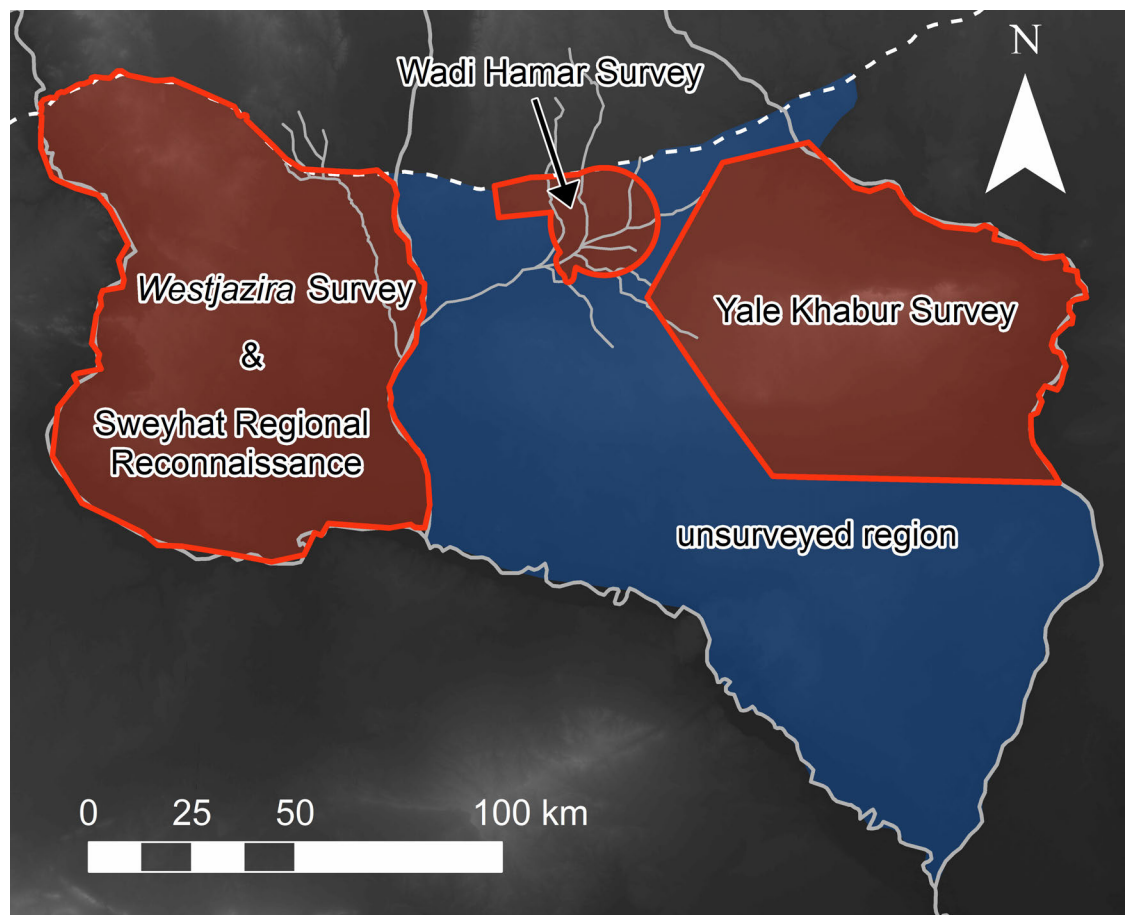 N
Wadi Hamar Survey
Westjazira Survey
&
Sweyhat Regional
Reconnaissance
Yale Khabur Survey
unsurveyed region
0 25 50 100 km